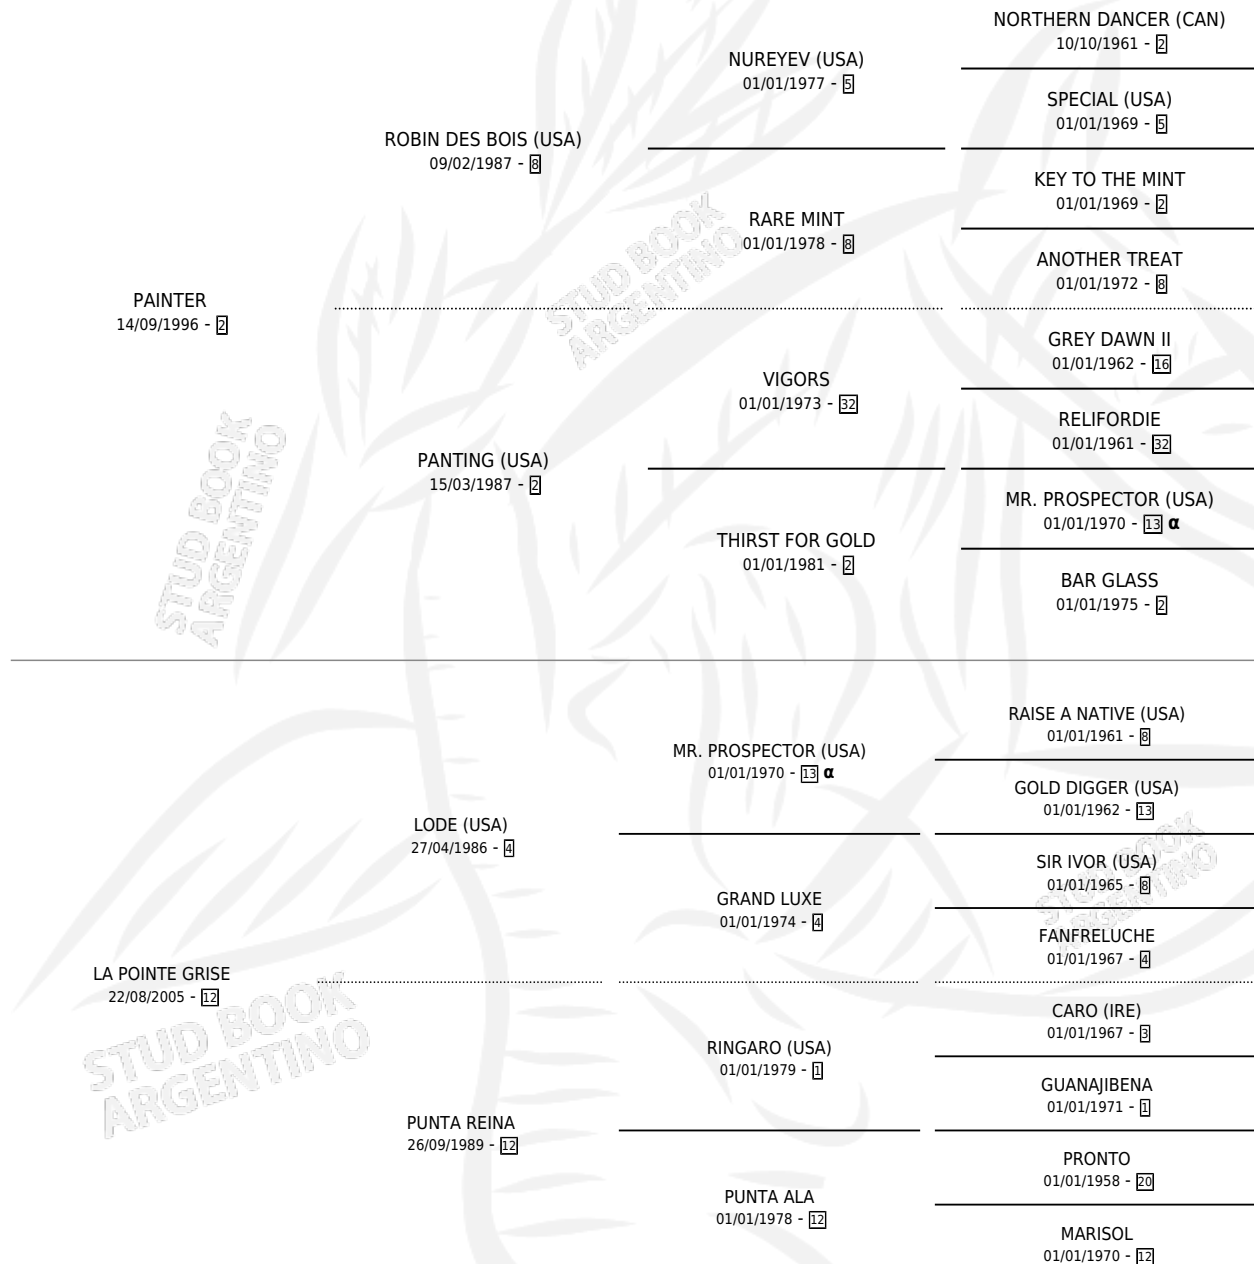 NORTHERN DANCER (CAN)
10/10/1961 - 2
NUREYEV (USA)
01/01/1977 - 5
SPECIAL (USA)
01/01/1969 - 5
ROBIN DES BOIS (USA)
09/02/1987 - 8
KEY TO THE MINT
01/01/1969 - 2
RARE MINT
01/01/1978 - 8
ANOTHER TREAT
01/01/1972 - 8
PAINTER
14/09/1996 - 2
GREY DAWN II
01/01/1962 - 16
VIGORS
01/01/1973 - 32
RELIFORDIE
01/01/1961 - 32
PANTING (USA)
15/03/1987 - 2
MR. PROSPECTOR (USA)
01/01/1970 - 13 α
THIRST FOR GOLD
01/01/1981 - 2
BAR GLASS
01/01/1975 - 2
RAISE A NATIVE (USA)
01/01/1961 - 8
MR. PROSPECTOR (USA)
01/01/1970 - 13 α
GOLD DIGGER (USA)
01/01/1962 - 13
LODE (USA)
27/04/1986 - 4
SIR IVOR (USA)
01/01/1965 - 8
GRAND LUXE
01/01/1974 - 4
FANFRELUCHE
01/01/1967 - 4
LA POINTE GRISE
22/08/2005 - 12
CARO (IRE)
01/01/1967 - 3
RINGARO (USA)
01/01/1979 - 1
GUANAJIBENA
01/01/1971 - 1
PUNTA REINA
26/09/1989 - 12
PRONTO
01/01/1958 - 20
PUNTA ALA
01/01/1978 - 12
MARISOL
01/01/1970 - 12
STUD BOOK
ARGENTINO
STUD BOOK
ARGENTINO
STUD BOOK
ARGENTINO
STUD BOOK
ARGENTINO